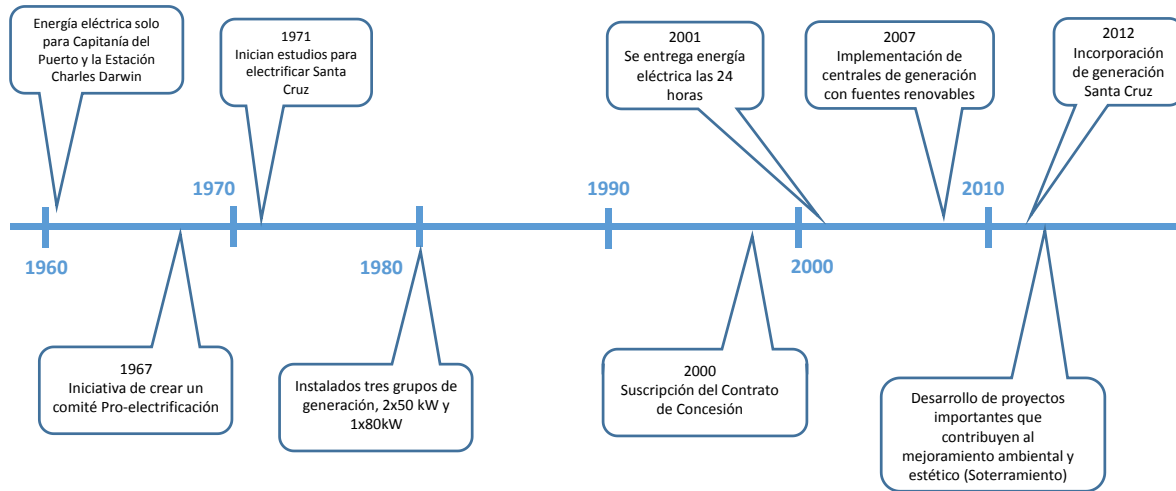 Energía eléctrica solo
para Capitanía del
Puerto y la Estación
Charles Darwin
1971
Inician estudios para
electrificar Santa
Cruz
2001
Se entrega energía
eléctrica las 24
horas
2007
Implementación de
centrales de generación
con fuentes renovables
2012
Incorporación
de generación
Santa Cruz
1970
1990
2010
1960
1980
2000
1967
Iniciativa de crear un
comité Pro-electrificación
Instalados tres grupos de
generación, 2x50 kW y
1x80kW
2000
Suscripción del Contrato
de Concesión
Desarrollo de proyectos
importantes que
contribuyen al
mejoramiento ambiental y
estético (Soterramiento)